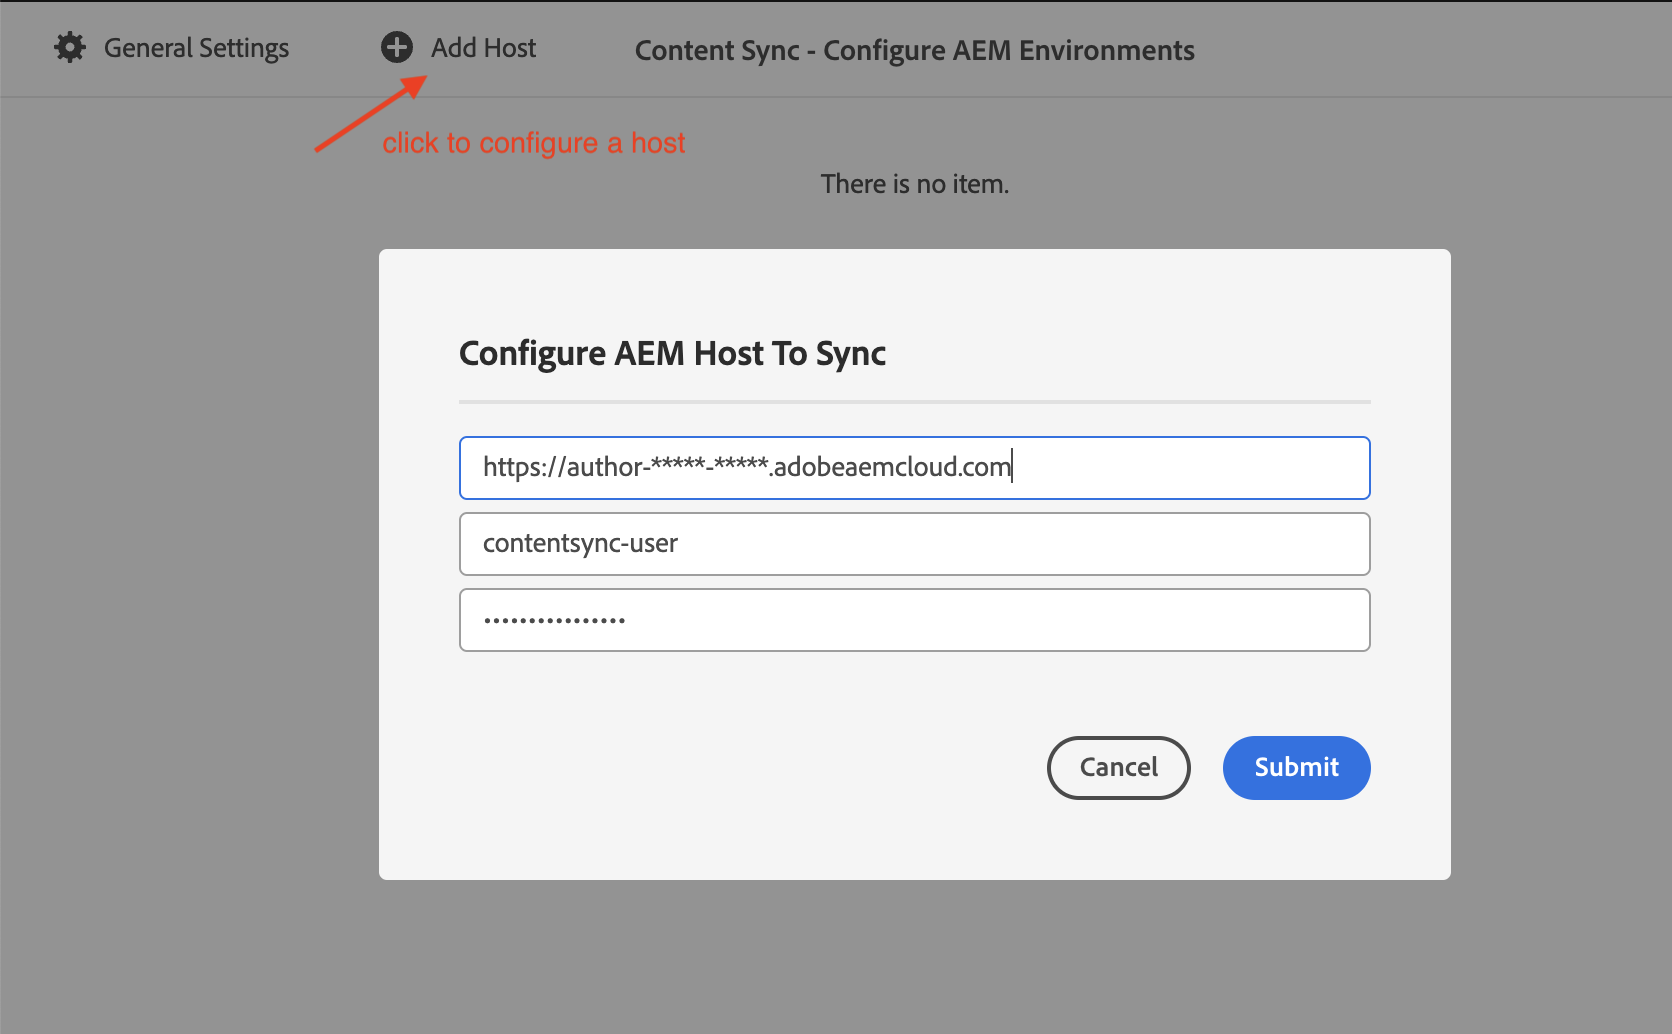 General Settings
Add Host
Content Sync - Configure AEM Environments
click to configure a host
There is no item.
Configure AEM Host To Sync
https://author-*****-*****.adobeaemcloud.com
contentsync-user
••••••••••••••••
Cancel
Submit